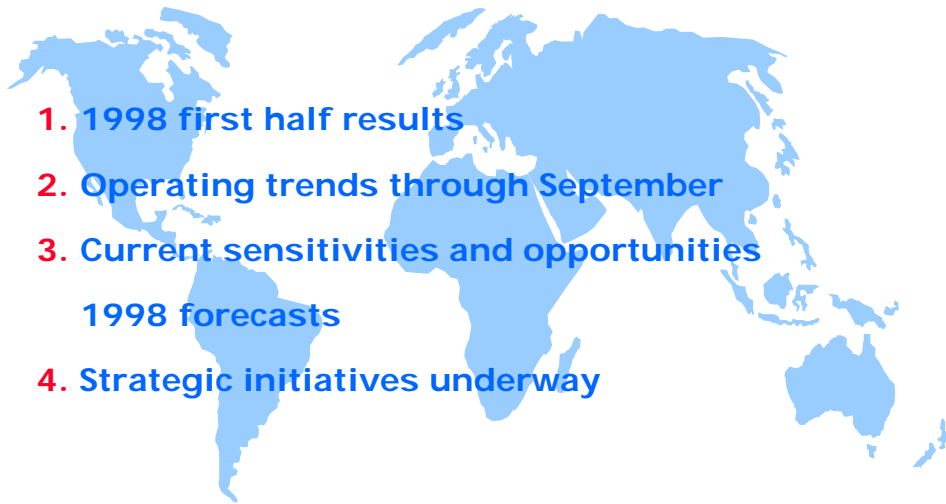 1. 1998 first half results
2. Operating trends through September
3. Current sensitivities and opportunities
1998 forecasts
4. Strategic initiatives underway